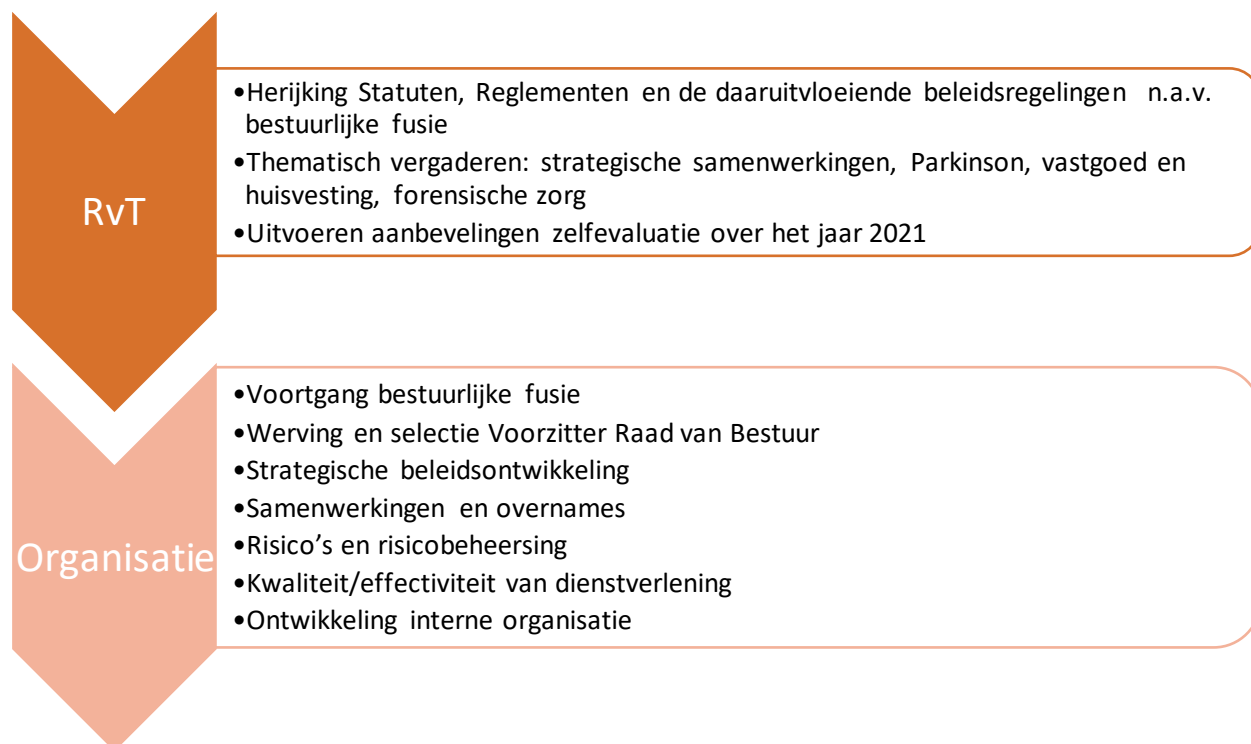 RvT
•Herijking Statuten, Reglementen en de daaruitvloeiende beleidsregelingen n.a.v.
bestuurlijke fusie
•Thematisch vergaderen: strategische samenwerkingen, Parkinson, vastgoed en
huisvesting, forensische zorg
•Uitvoeren aanbevelingen zelfevaluatie over het jaar 2021
Organisatie
•Voortgang bestuurlijke fusie
•Werving en selectie Voorzitter Raad van Bestuur
•Strategische beleidsontwikkeling
•Samenwerkingen en overnames
•Risico’s en risicobeheersing
•Kwaliteit/effectiviteit van dienstverlening
•Ontwikkeling interne organisatie